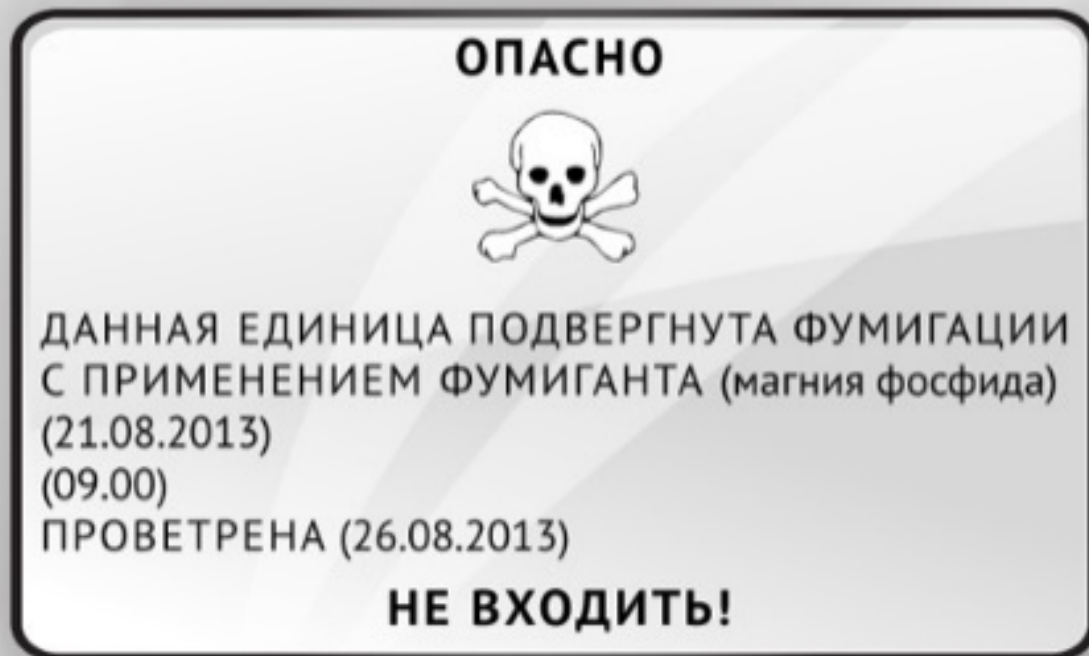 ОПАСНО
ДАННАЯ ЕДИНИЦА ПОДВЕРГНУТА ФУМИГАЦИИ
С ПРИМЕНЕНИЕМ ФУМИГАНТА (магния фосфида)
(21.08.2013)
(09.00)
ПРОВЕТРЕНА (26.08.2013)
НЕ ВХОДИТЬ!